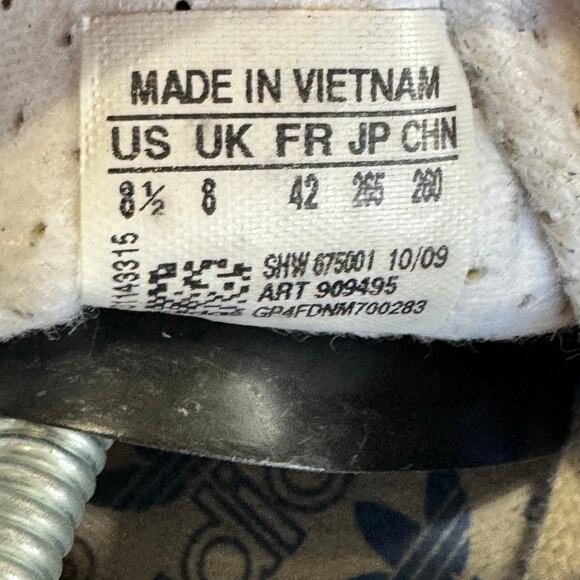 MADE IN VIETNAM
US UK FR JP CHN
8½ 8 42 265 260
SHW 675001 10/09
ART 909495
GP4FDNM700283
143315